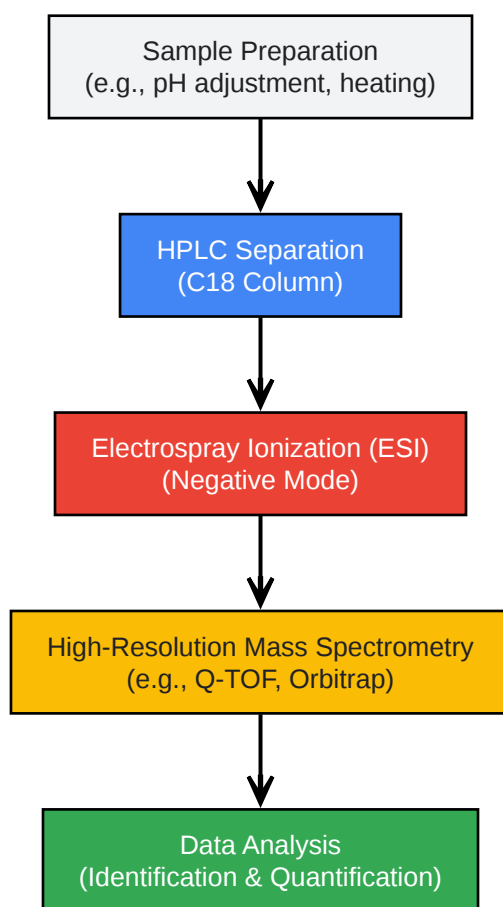 Sample Preparation
(e.g., pH adjustment, heating)
HPLC Separation
(C18 Column)
Electrospray Ionization (ESI)
(Negative Mode)
High-Resolution Mass Spectrometry
(e.g., Q-TOF, Orbitrap)
Data Analysis
(Identification & Quantification)